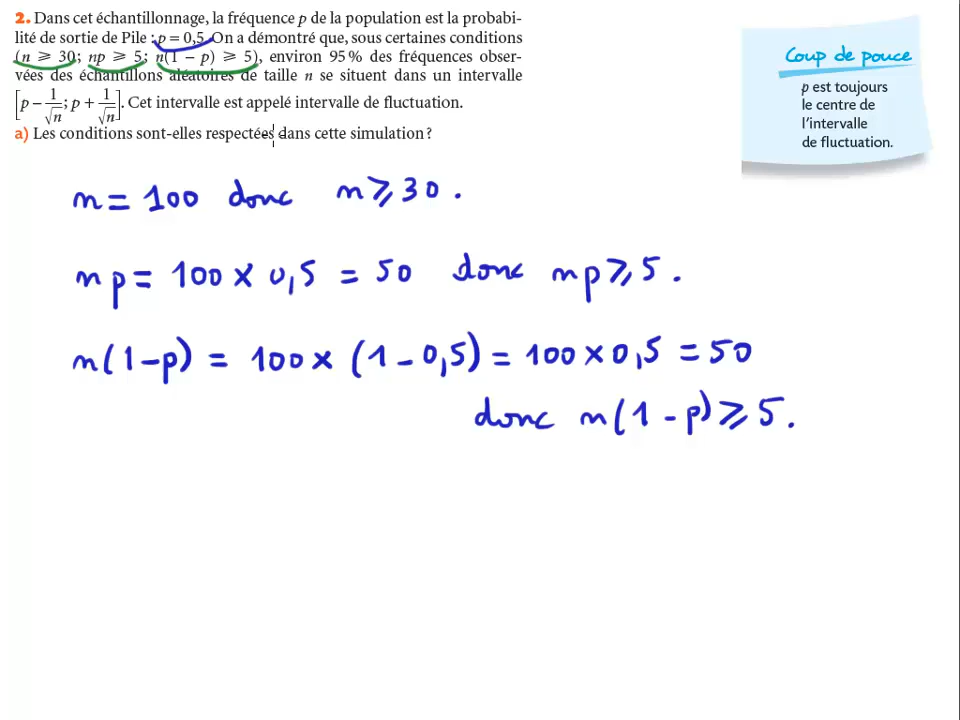 2. Dans cet échantillonnage, la fréquence p de la population est la probabi-
lité de sortie de Pile : p = 0,5. On a démontré que, sous certaines conditions
(n ⩾ 30; np ⩾ 5; n(1 − p) ⩾ 5), environ 95 % des fréquences obser-
vées des échantillons aléatoires de taille n se situent dans un intervalle
[p − 1/√n ; p + 1/√n]. Cet intervalle est appelé intervalle de fluctuation.
a) Les conditions sont-elles respectées dans cette simulation ?
Coup de pouce
p est toujours
le centre de
l'intervalle
de fluctuation.
n = 100 donc n ⩾ 30.
np = 100 × 0,5 = 50 donc np ⩾ 5.
n(1 − p) = 100 × (1 − 0,5) = 100 × 0,5 = 50
donc n(1 − p) ⩾ 5.